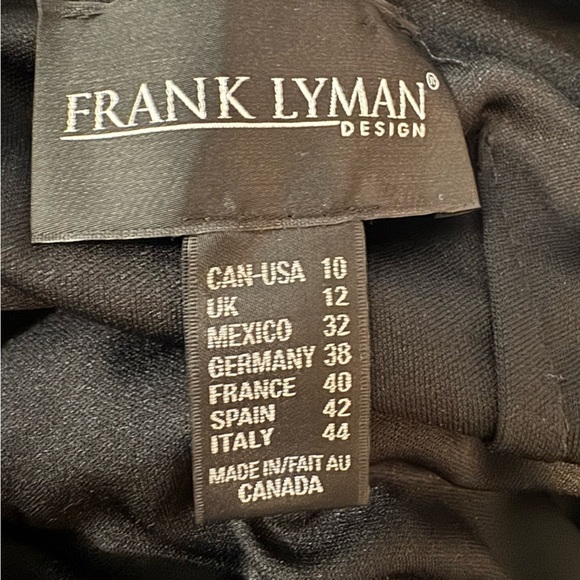 FRANK LYMAN®
DESIGN
CAN-USA 10
UK 12
MEXICO 32
GERMANY 38
FRANCE 40
SPAIN 42
ITALY 44
MADE IN/FAIT AU
CANADA